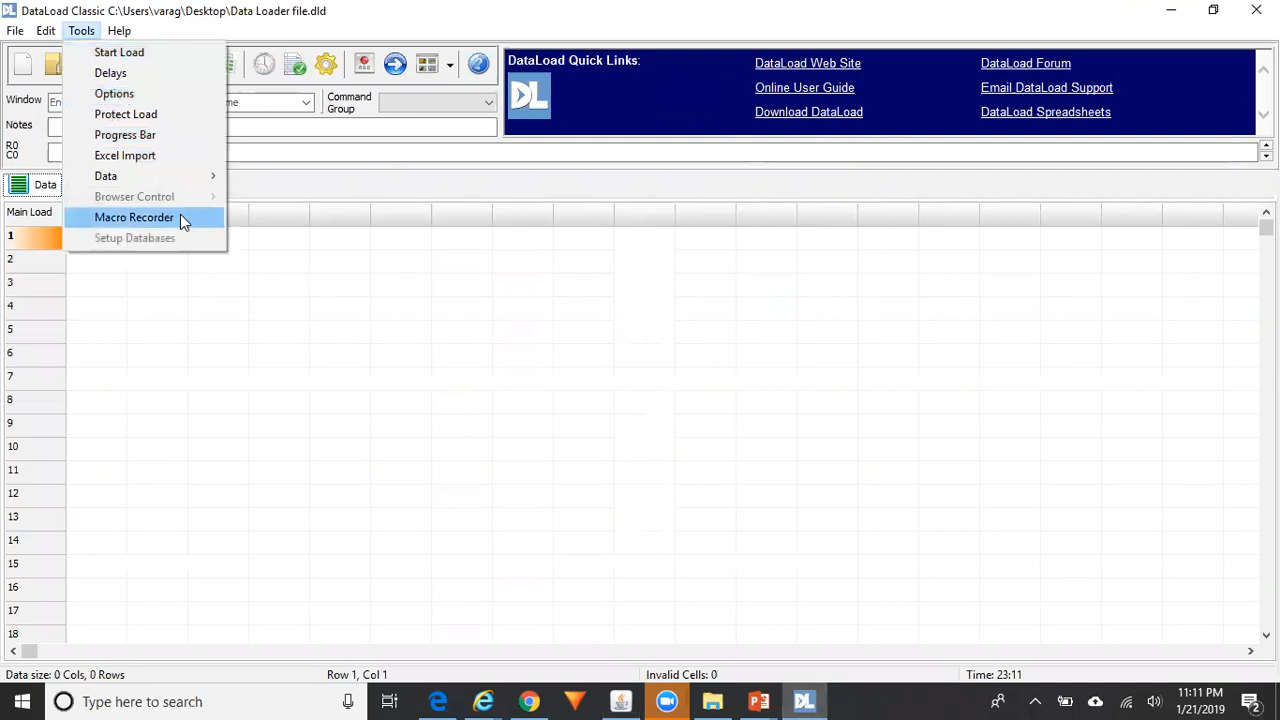 DataLoad Classic C:\Users\varag\Desktop\Data Loader file.dld
File Edit Tools Help
Start Load
Delays
Options
Protect Load
Progress Bar
Excel Import
Data
Browser Control
Macro Recorder
Setup Databases
REC
Window
Command
Group
Notes
R0
C0
DataLoad Quick Links:
DL
DataLoad Web Site DataLoad Forum
Online User Guide Email DataLoad Support
Download DataLoad DataLoad Spreadsheets
Data
Main Load
1
2
3
4
5
6
7
8
9
10
11
12
13
14
15
16
17
18
Data size: 0 Cols, 0 Rows Row 1, Col 1 Invalid Cells: 0 Time: 23:11
Type here to search
DL
11:11 PM
1/21/2019
2